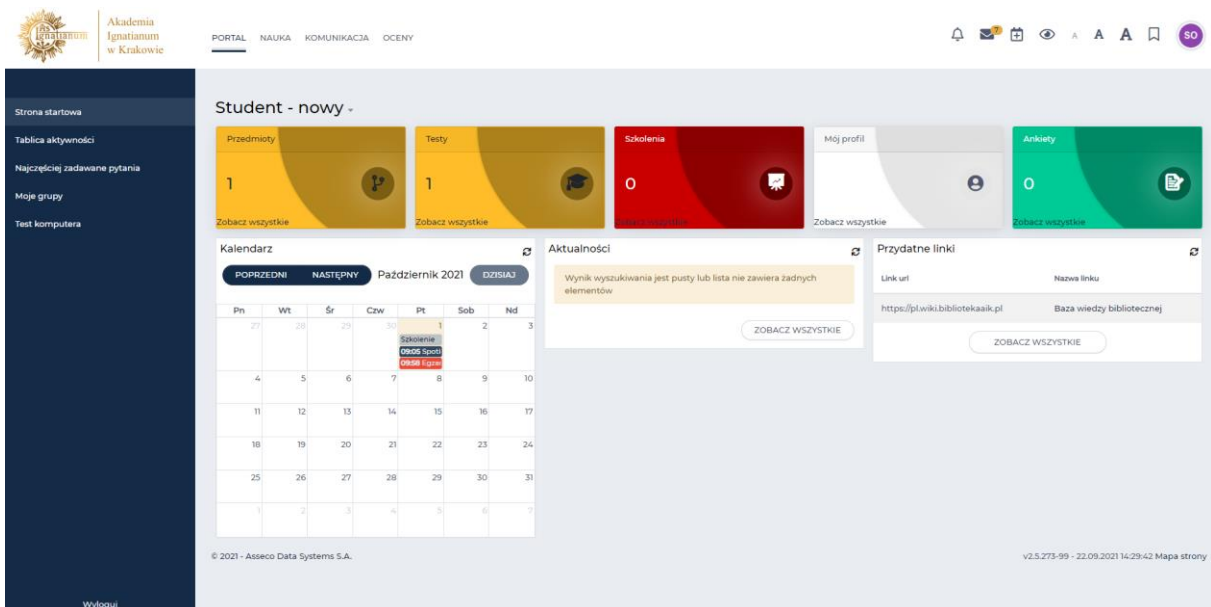 Ignatianum
Akademia
Ignatianum
w Krakowie
PORTAL NAUKA KOMUNIKACJA OCENY
7
A A A
SO
Strona startowa
Tablica aktywności
Najczęściej zadawane pytania
Moje grupy
Test komputera
Wyloguj
Student - nowy
Przedmioty
1
Zobacz wszystkie
Testy
1
Zobacz wszystkie
Szkolenia
0
Zobacz wszystkie
Mój profil
Zobacz wszystkie
Ankiety
0
Zobacz wszystkie
Kalendarz
POPRZEDNI NASTĘPNY Październik 2021 DZISIAJ
Pn Wt Śr Czw Pt Sob Nd
27 28 29 30 1 2 3
Szkolenie
09:05 Spotk
09:58 Egza
4 5 6 7 8 9 10
11 12 13 14 15 16 17
18 19 20 21 22 23 24
25 26 27 28 29 30 31
1 2 3 4 5 6 7
Aktualności
Wynik wyszukiwania jest pusty lub lista nie zawiera żadnych
elementów
ZOBACZ WSZYSTKIE
Przydatne linki
Link url Nazwa linku
https://pl.wiki.bibliotekaaik.pl Baza wiedzy bibliotecznej
ZOBACZ WSZYSTKIE
© 2021 - Asseco Data Systems S.A.
v2.5.273-99 - 22.09.2021 14:29:42 Mapa strony